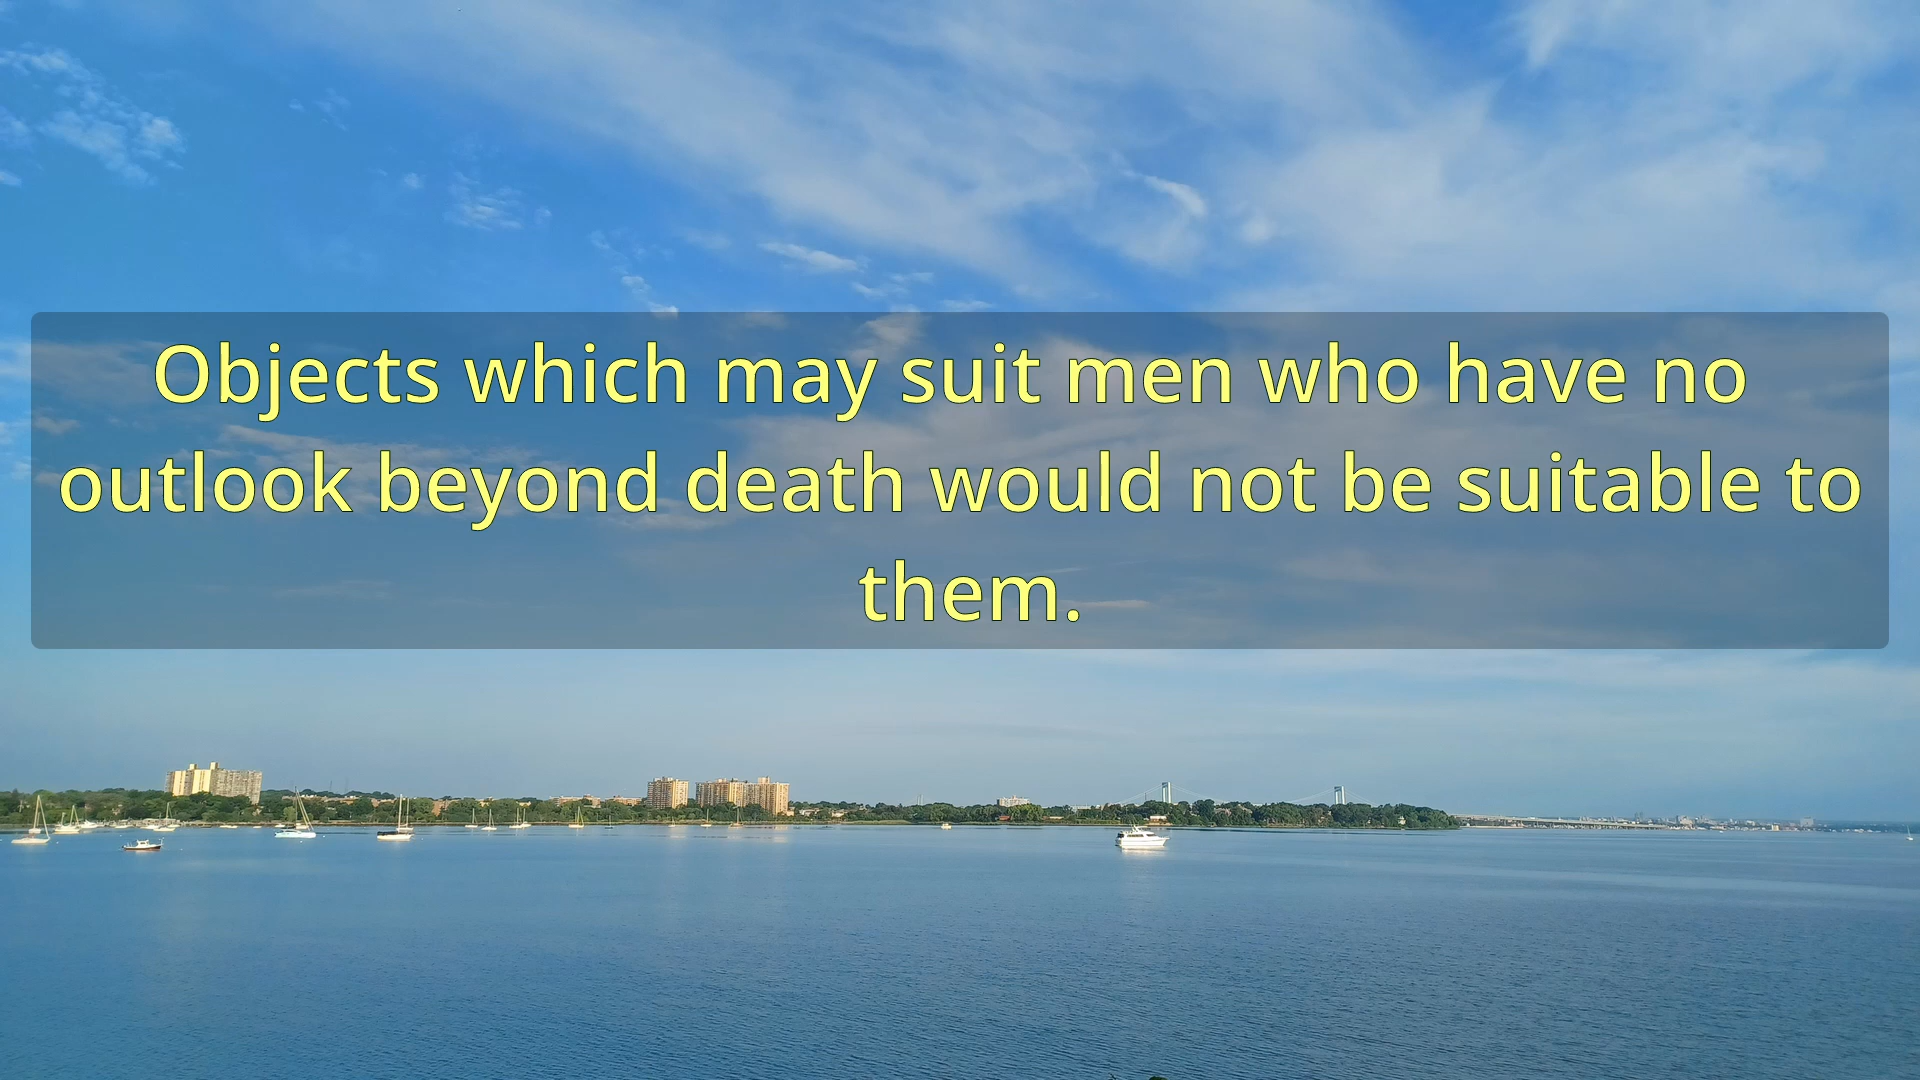 Objects which may suit men who have no
outlook beyond death would not be suitable to
them.